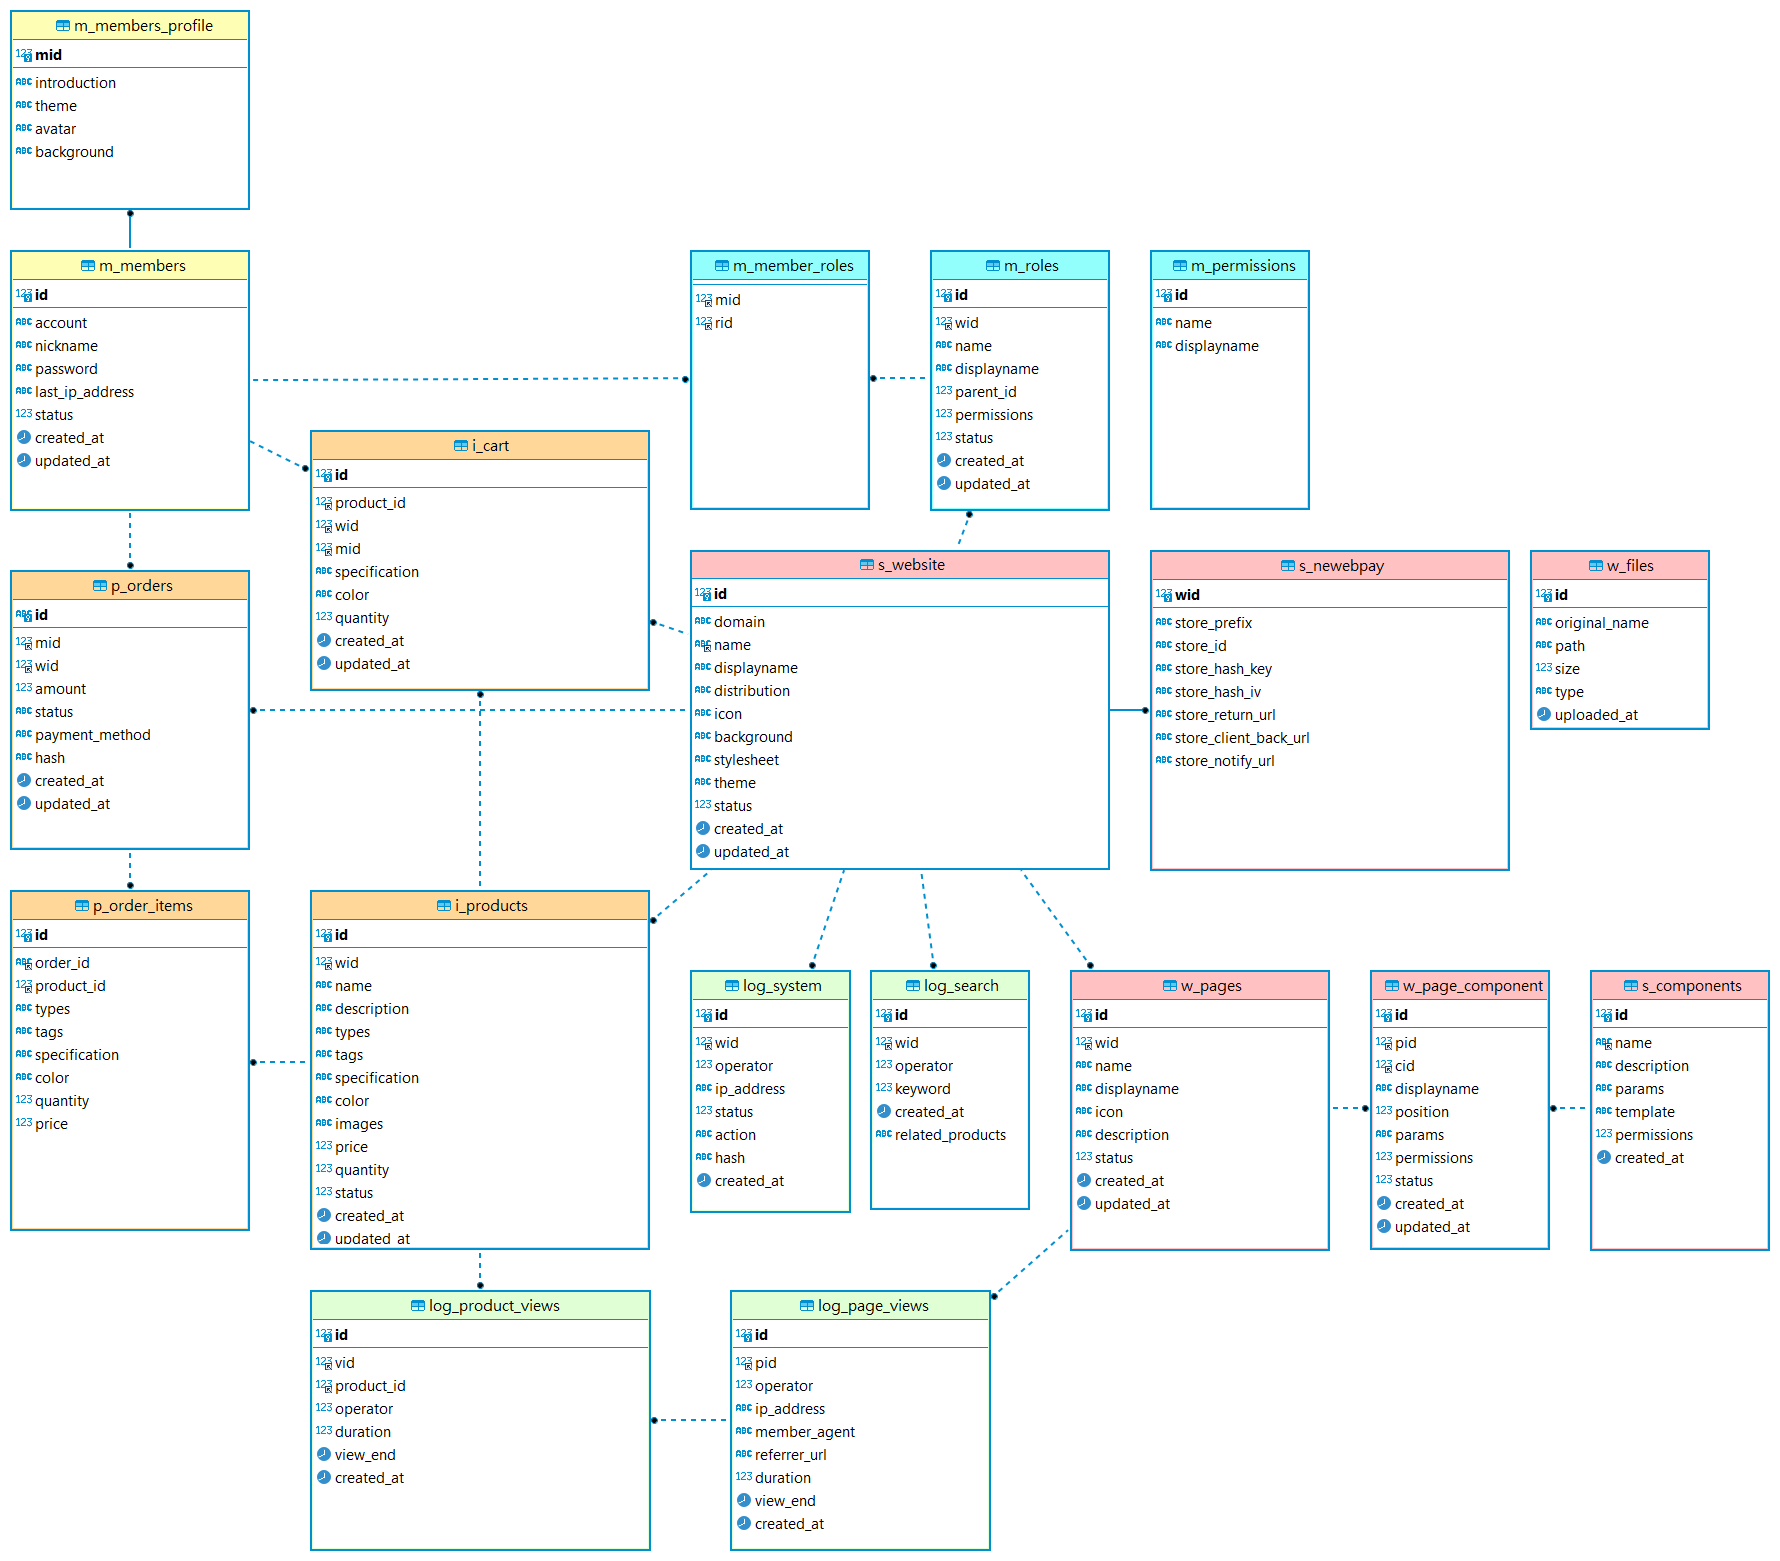 m_members_profile
mid
introduction
theme
avatar
background
m_members
id
account
nickname
password
last_ip_address
status
created_at
updated_at
m_member_roles
mid
rid
m_roles
id
wid
name
displayname
parent_id
permissions
status
created_at
updated_at
m_permissions
id
name
displayname
i_cart
id
product_id
wid
mid
specification
color
quantity
created_at
updated_at
p_orders
id
mid
wid
amount
status
payment_method
hash
created_at
updated_at
s_website
id
domain
name
displayname
distribution
icon
background
stylesheet
theme
status
created_at
updated_at
s_newebpay
wid
store_prefix
store_id
store_hash_key
store_hash_iv
store_return_url
store_client_back_url
store_notify_url
w_files
id
original_name
path
size
type
uploaded_at
p_order_items
id
order_id
product_id
types
tags
specification
color
quantity
price
i_products
id
wid
name
description
types
tags
specification
color
images
price
quantity
status
created_at
updated_at
log_system
id
wid
operator
ip_address
status
action
hash
created_at
log_search
id
wid
operator
keyword
created_at
related_products
w_pages
id
wid
name
displayname
icon
description
status
created_at
updated_at
w_page_component
id
pid
cid
displayname
position
params
permissions
status
created_at
updated_at
s_components
id
name
description
params
template
permissions
created_at
log_product_views
id
vid
product_id
operator
duration
view_end
created_at
log_page_views
id
pid
operator
ip_address
member_agent
referrer_url
duration
view_end
created_at